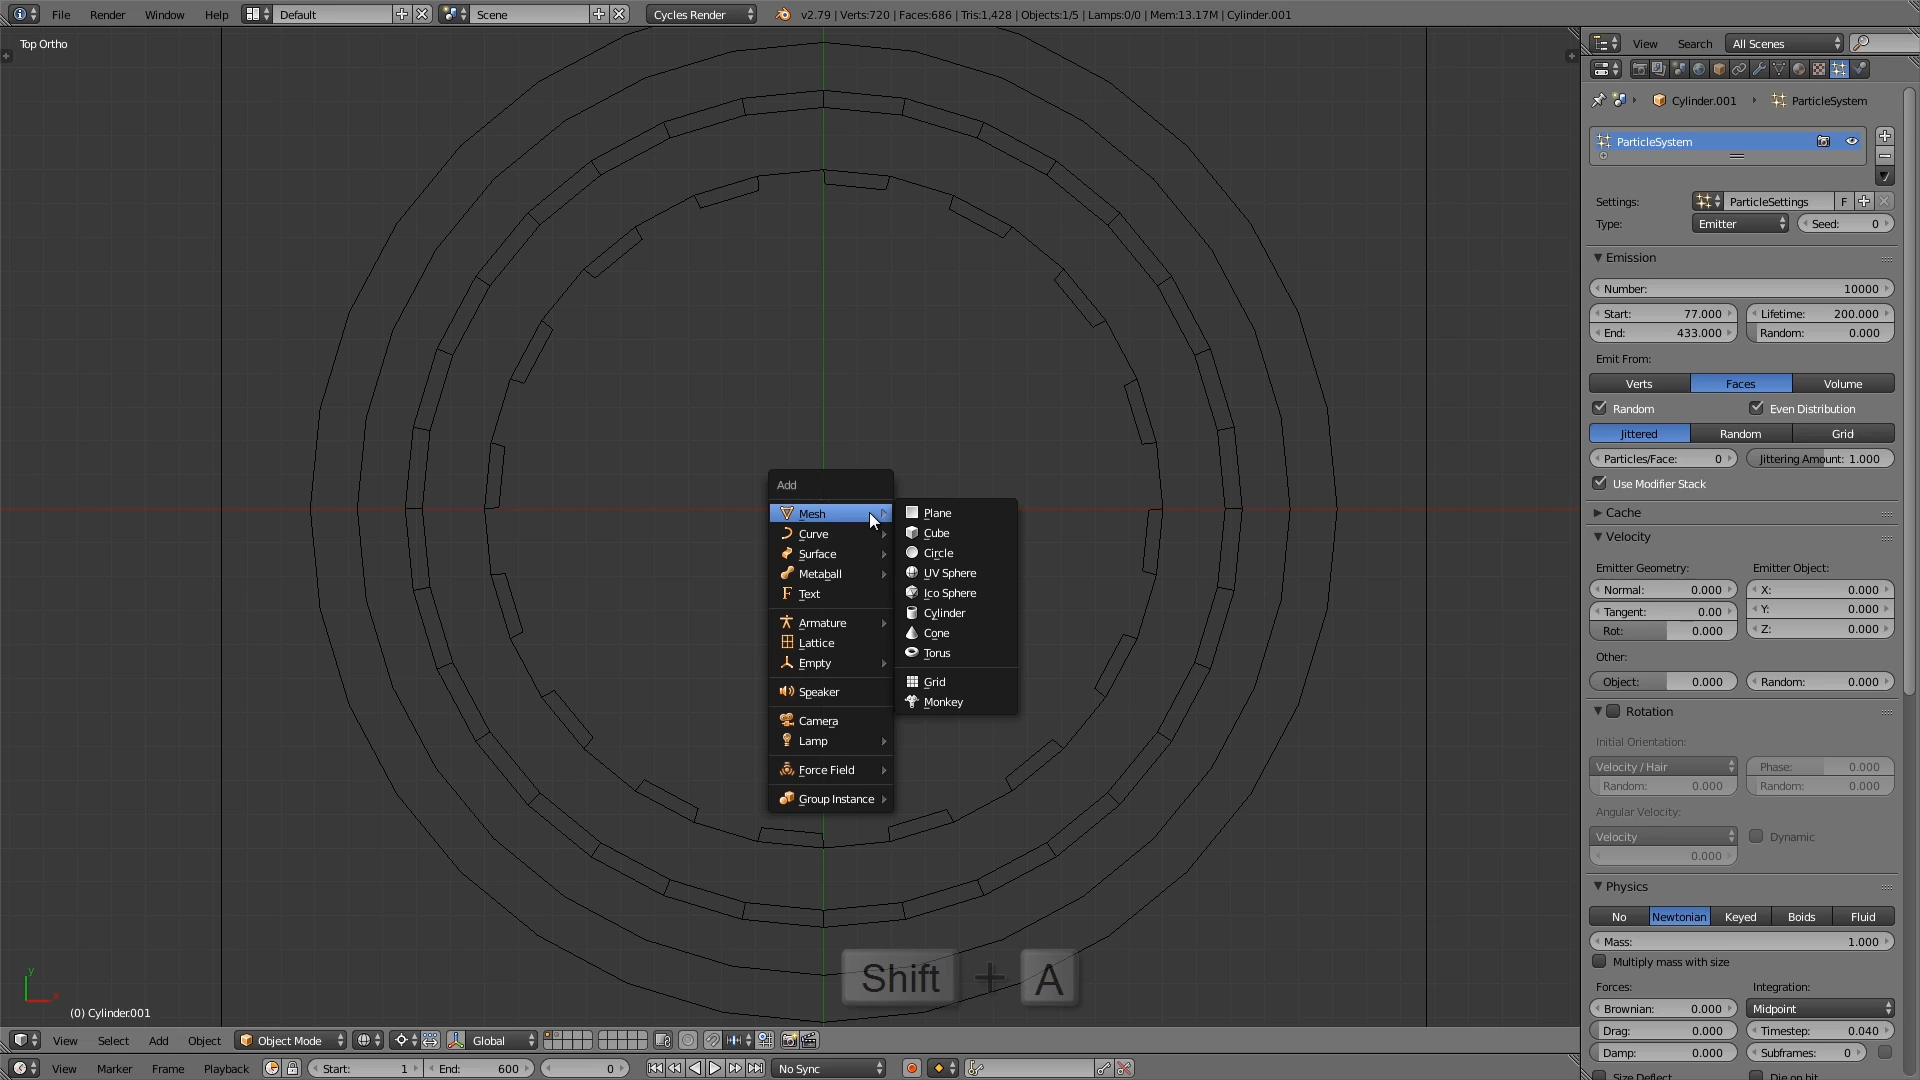 File Render Window Help Default Scene Cycles Render v2.79 | Verts:720 | Faces:686 | Tris:1,428 | Objects:1/5 | Lamps:0/0 | Mem:13.17M | Cylinder.001
Top Ortho
View Search All Scenes
Cylinder.001 ParticleSystem
ParticleSystem
Settings: ParticleSettings F
Type: Emitter Seed: 0
Emission
Number: 10000
Start: 77.000 Lifetime: 200.000
End: 433.000 Random: 0.000
Emit From:
Verts Faces Volume
Random Even Distribution
Jittered Random Grid
Particles/Face: 0 Jittering Amount: 1.000
Use Modifier Stack
Cache
Velocity
Emitter Geometry: Emitter Object:
Normal: 0.000 X: 0.000
Tangent: 0.00 Y: 0.000
Rot: 0.000 Z: 0.000
Other:
Object: 0.000 Random: 0.000
Rotation
Initial Orientation:
Velocity / Hair Phase: 0.000
Random: 0.000 Random: 0.000
Angular Velocity:
Velocity Dynamic
0.000
Physics
No Newtonian Keyed Boids Fluid
Mass: 1.000
Multiply mass with size
Forces: Integration:
Brownian: 0.000 Midpoint
Drag: 0.000 Timestep: 0.040
Damp: 0.000 Subframes: 0
Size Deflect Die on hit
Add
Mesh
Curve
Surface
Metaball
Text
Armature
Lattice
Empty
Speaker
Camera
Lamp
Force Field
Group Instance
Plane
Cube
Circle
UV Sphere
Ico Sphere
Cylinder
Cone
Torus
Grid
Monkey
Shift + A
y
x
(0) Cylinder.001
View Select Add Object Object Mode Global
View Marker Frame Playback Start: 1 End: 600 0 No Sync